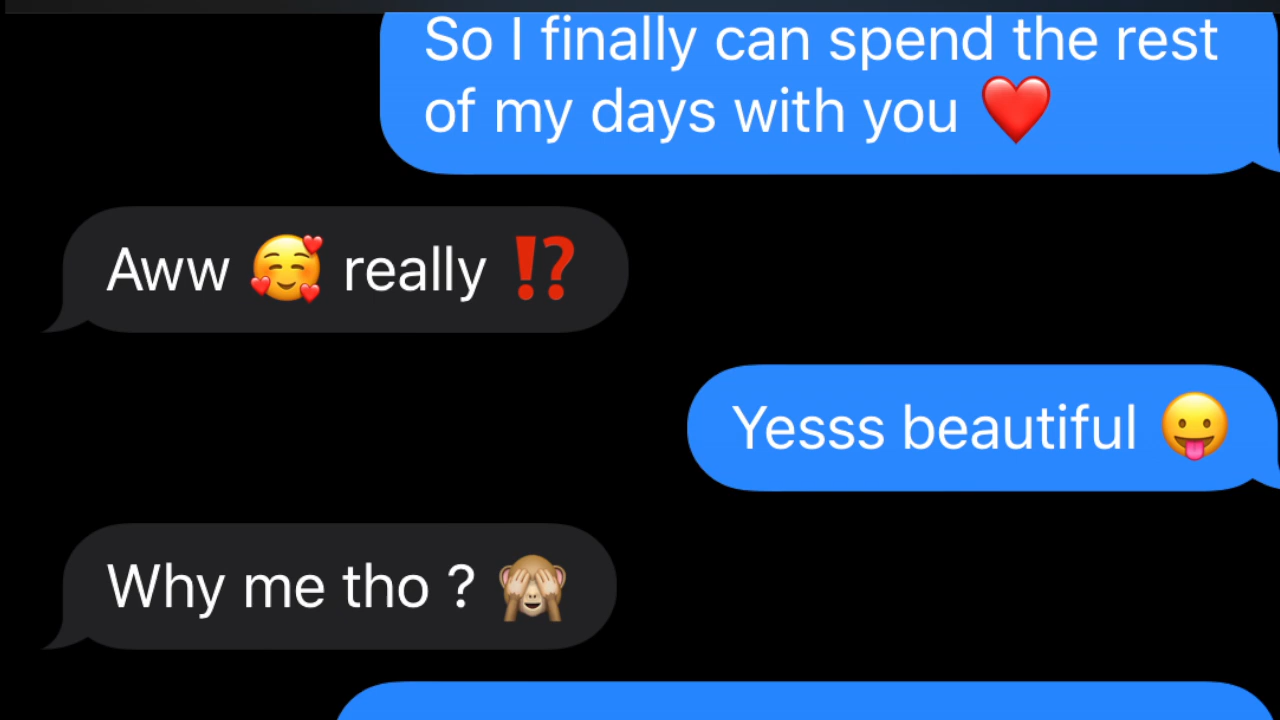 So I finally can spend the rest
of my days with you ❤️
Aww 🥰 really ⁉️
Yesss beautiful 😛
Why me tho ? 🙈